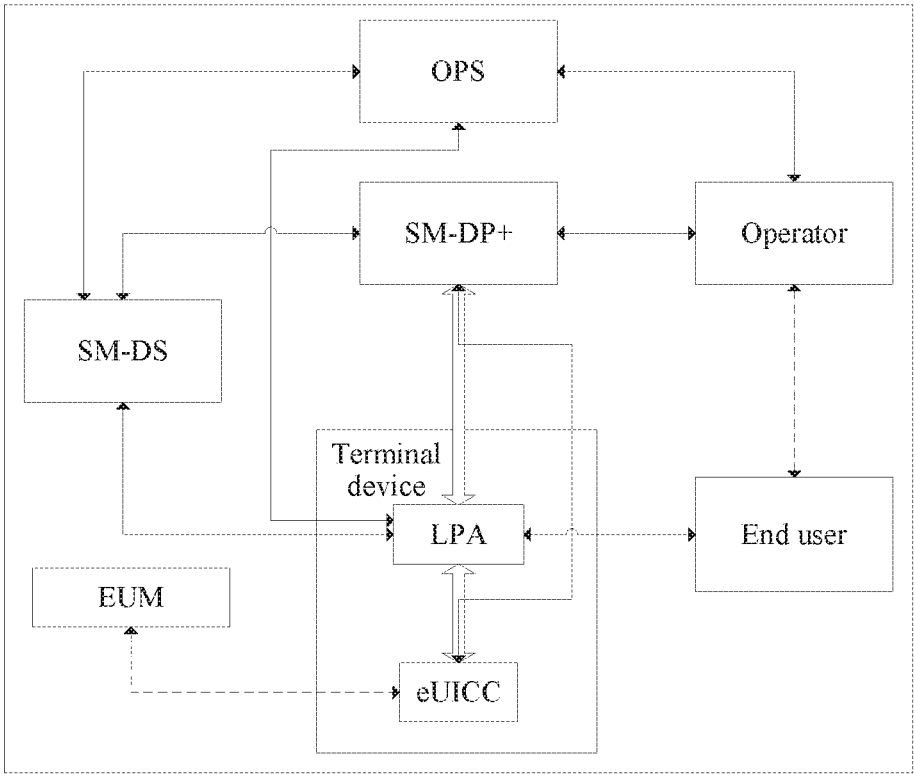 OPS
SM-DP+
Operator
SM-DS
Terminal
device
LPA
End user
EUM
eUICC